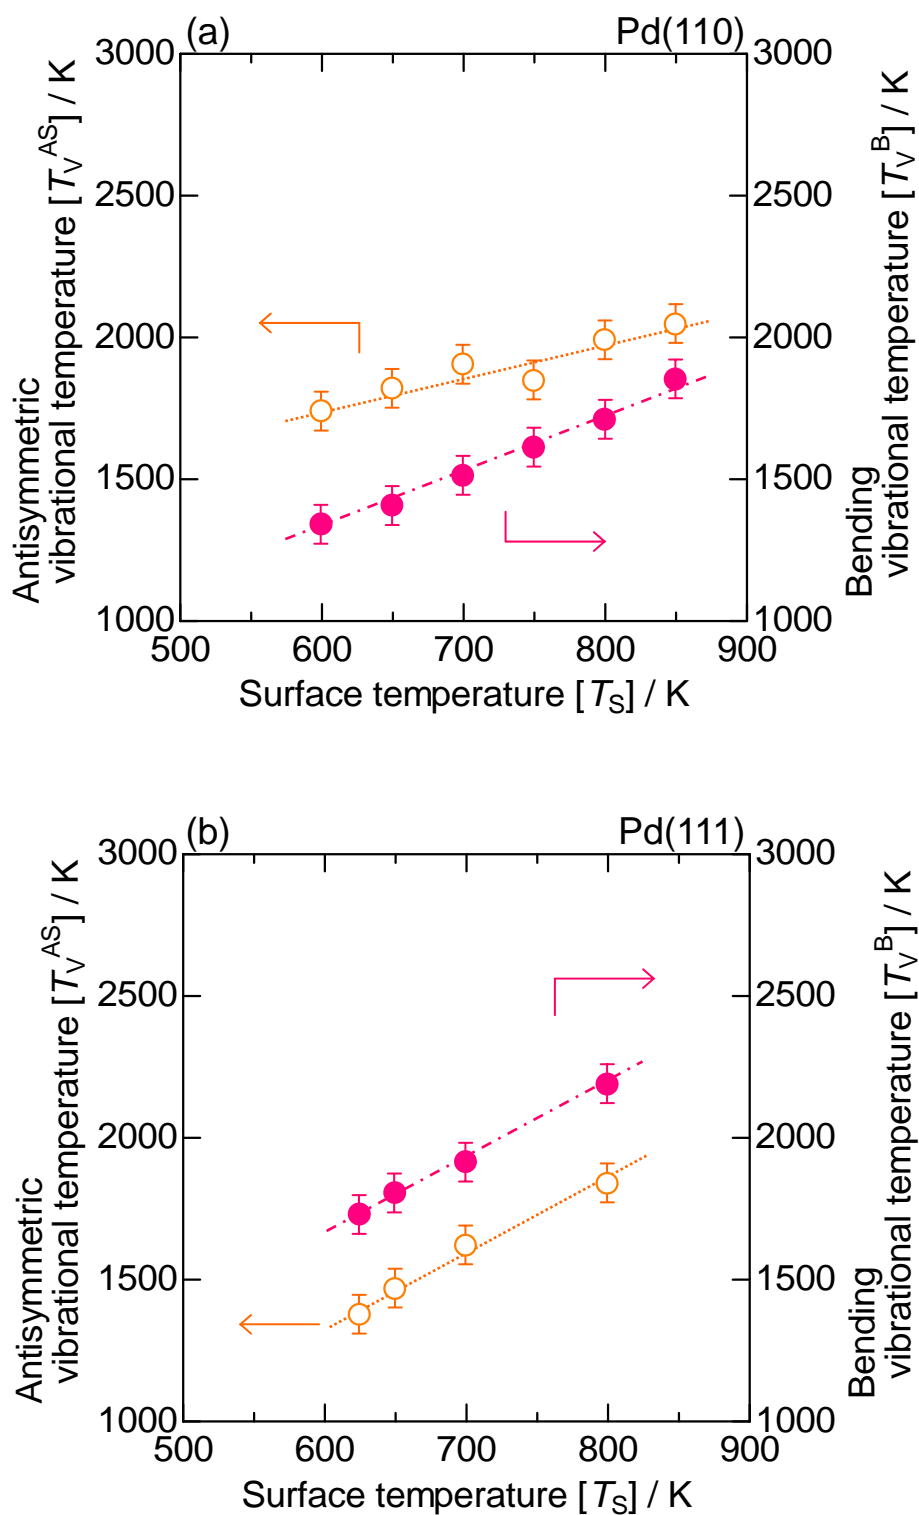 (a) Pd(110)
3000 3000
2500 2500
2000 2000
1500 1500
1000 1000
500 600 700 800 900
Surface temperature [T_S] / K
Antisymmetric
vibrational temperature [T_V^AS] / K
Bending
vibrational temperature [T_V^B] / K
(b) Pd(111)
3000 3000
2500 2500
2000 2000
1500 1500
1000 1000
500 600 700 800 900
Surface temperature [T_S] / K
Antisymmetric
vibrational temperature [T_V^AS] / K
Bending
vibrational temperature [T_V^B] / K